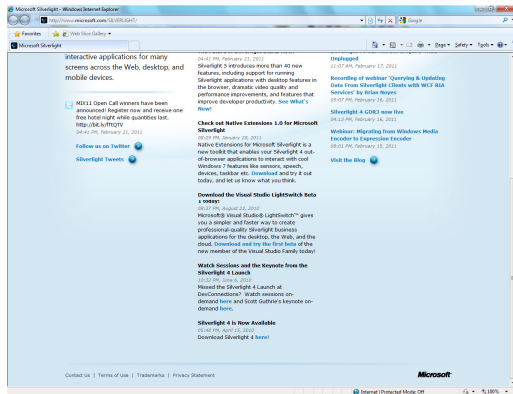 Microsoft Silverlight - Windows Internet Explorer
http://www.microsoft.com/SILVERLIGHT/
Google
Favorites
Web Slice Gallery
Microsoft Silverlight
Page
Safety
Tools
interactive applications for many
screens across the Web, desktop, and
mobile devices.
MIX11 Open Call winners have been
announced! Register now and receive one
free hotel night while quantities last.
http://bit.ly/fTtQTV
04:41 PM, February 21, 2011
Follow us on Twitter
Silverlight Tweets
04:41 PM, February 21, 2011
Silverlight 5 introduces more than 40 new
features, including support for running
Silverlight applications with desktop features in
the browser, dramatic video quality and
performance improvements, and features that
improve developer productivity. See What's
New!
Check out Native Extensions 1.0 for Microsoft
Silverlight
08:29 PM, January 28, 2011
Native Extensions for Microsoft Silverlight is a
new toolkit that enables your Silverlight 4 out-
of-browser applications to interact with cool
Windows 7 features like sensors, speech,
devices, taskbar etc. Download and try it out
today, and let us know what you think.
Download the Visual Studio LightSwitch Beta
1 today!
08:37 PM, August 23, 2010
Microsoft® Visual Studio® LightSwitch™ gives
you a simpler and faster way to create
professional-quality Silverlight business
applications for the desktop, the Web, and the
cloud. Download and try the first beta of the
new member of the Visual Studio Family today!
Watch Sessions and the Keynote from the
Silverlight 4 Launch
10:32 PM, June 6, 2010
Missed the Silverlight 4 Launch at
DevConnections? Watch sessions on-
demand here and Scott Guthrie's keynote on-
demand here.
Silverlight 4 is Now Available
05:48 PM, April 15, 2010
Download Silverlight 4 here!
Unplugged
11:07 AM, February 17, 2011
Recording of webinar 'Querying & Updating
Data From Silverlight Clients with WCF RIA
Services' by Brian Noyes
05:07 PM, February 16, 2011
Silverlight 4 GDR3 now live
04:13 PM, February 16, 2011
Webinar: Migrating from Windows Media
Encoder to Expression Encoder
08:01 PM, February 15, 2011
Visit the Blog
Contact Us | Terms of Use | Trademarks | Privacy Statement
Microsoft
Internet | Protected Mode: Off
100%